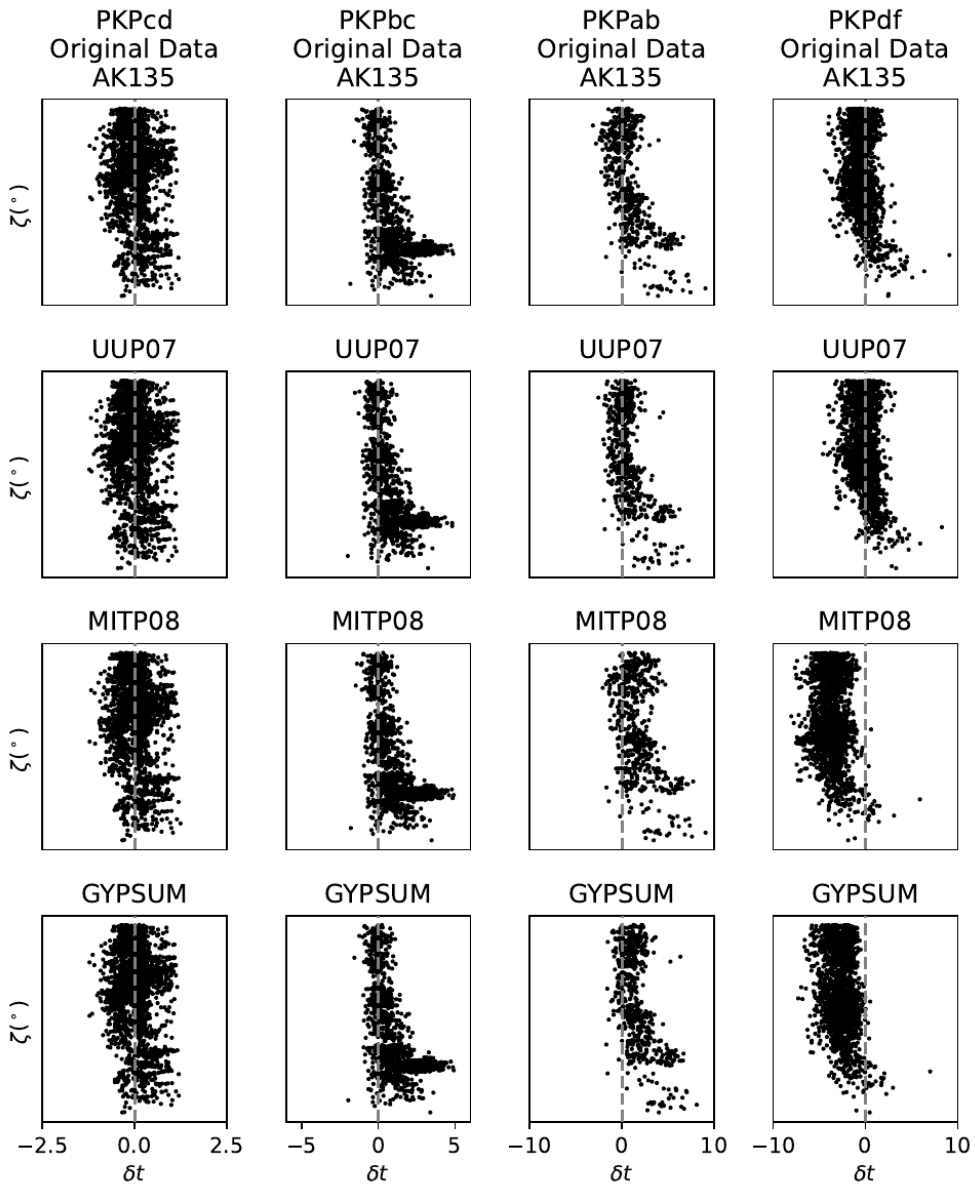 PKPcd PKPbc PKPab PKPdf
Original Data Original Data Original Data Original Data
AK135 AK135 AK135 AK135
ζ(°)
UUP07 UUP07 UUP07 UUP07
ζ(°)
MITP08 MITP08 MITP08 MITP08
ζ(°)
GYPSUM GYPSUM GYPSUM GYPSUM
ζ(°)
−2.5 0.0 2.5 −5 0 5 −10 0 10 −10 0 10
δt δt δt δt